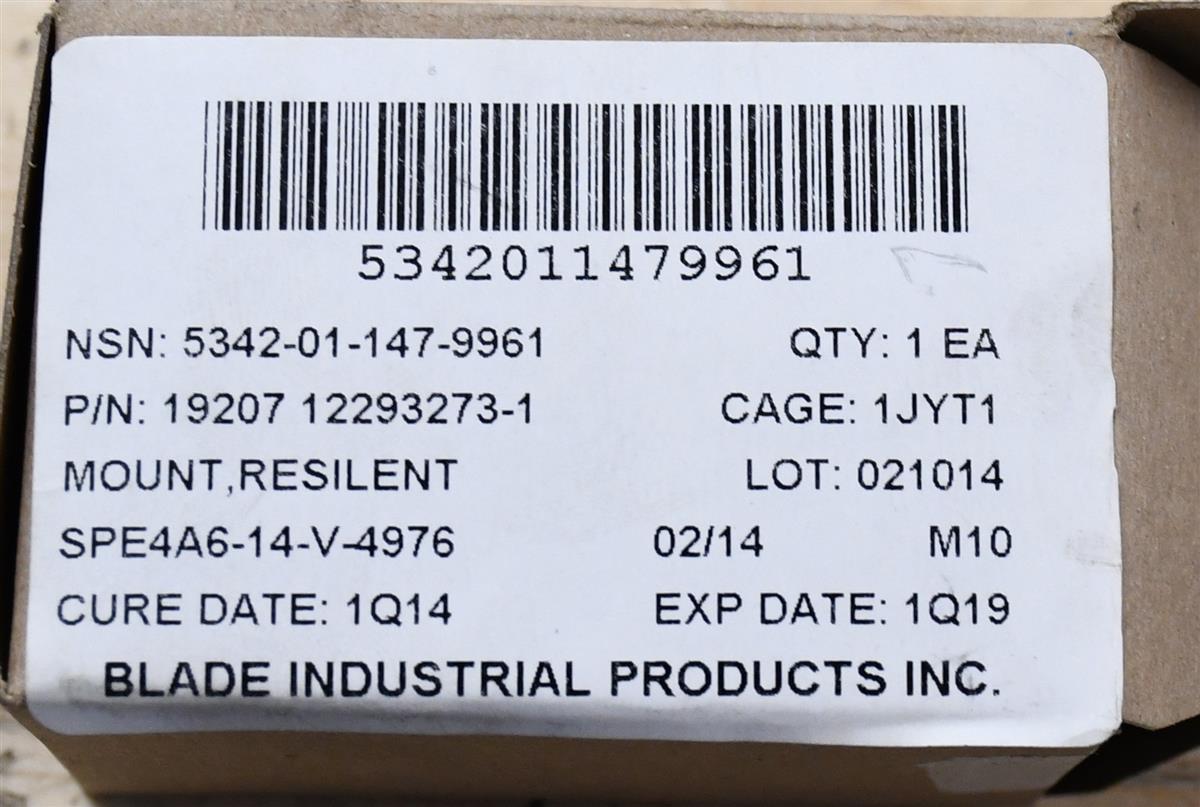 5342011479961
NSN: 5342-01-147-9961 QTY: 1 EA
P/N: 19207 12293273-1 CAGE: 1JYT1
MOUNT,RESILENT LOT: 021014
SPE4A6-14-V-4976 02/14 M10
CURE DATE: 1Q14 EXP DATE: 1Q19
BLADE INDUSTRIAL PRODUCTS INC.